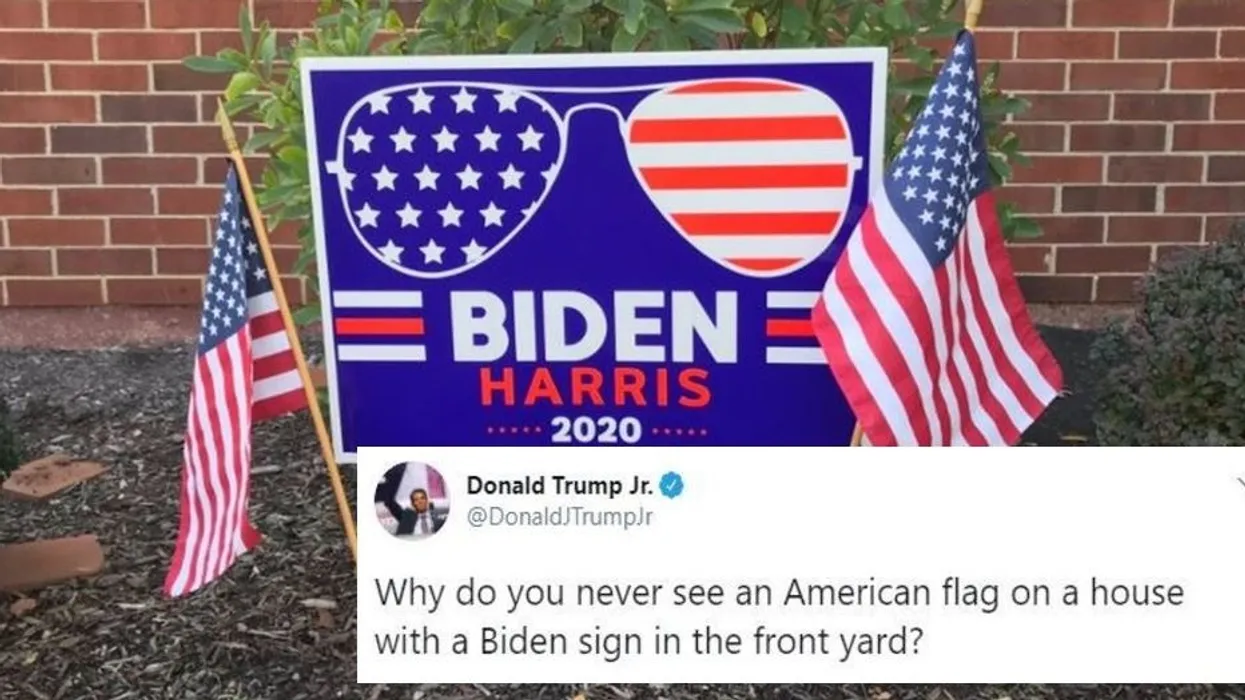 BIDEN
HARRIS
2020
Donald Trump Jr.
@DonaldJTrumpJr
Why do you never see an American flag on a house
with a Biden sign in the front yard?